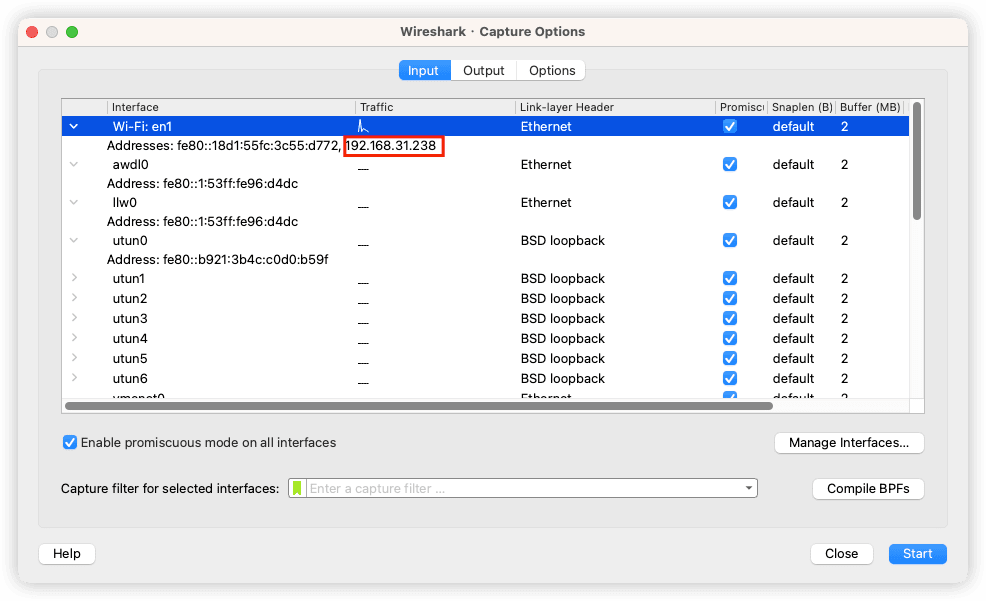 Wireshark · Capture Options
Input Output Options
Interface Traffic Link-layer Header Promisc Snaplen (B) Buffer (MB)
Wi-Fi: en1 Ethernet default 2
Addresses: fe80::18d1:55fc:3c55:d772, 192.168.31.238
awdl0 Ethernet default 2
Address: fe80::1:53ff:fe96:d4dc
llw0 Ethernet default 2
Address: fe80::1:53ff:fe96:d4dc
utun0 BSD loopback default 2
Address: fe80::b921:3b4c:c0d0:b59f
utun1 BSD loopback default 2
utun2 BSD loopback default 2
utun3 BSD loopback default 2
utun4 BSD loopback default 2
utun5 BSD loopback default 2
utun6 BSD loopback default 2
Ethernet default 2
Enable promiscuous mode on all interfaces Manage Interfaces...
Capture filter for selected interfaces: Enter a capture filter ... Compile BPFs
Help Close Start